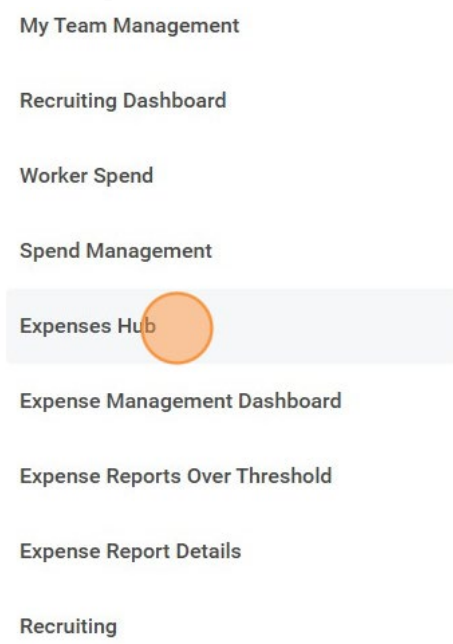 My Team Management
Recruiting Dashboard
Worker Spend
Spend Management
Expenses Hub
Expense Management Dashboard
Expense Reports Over Threshold
Expense Report Details
Recruiting